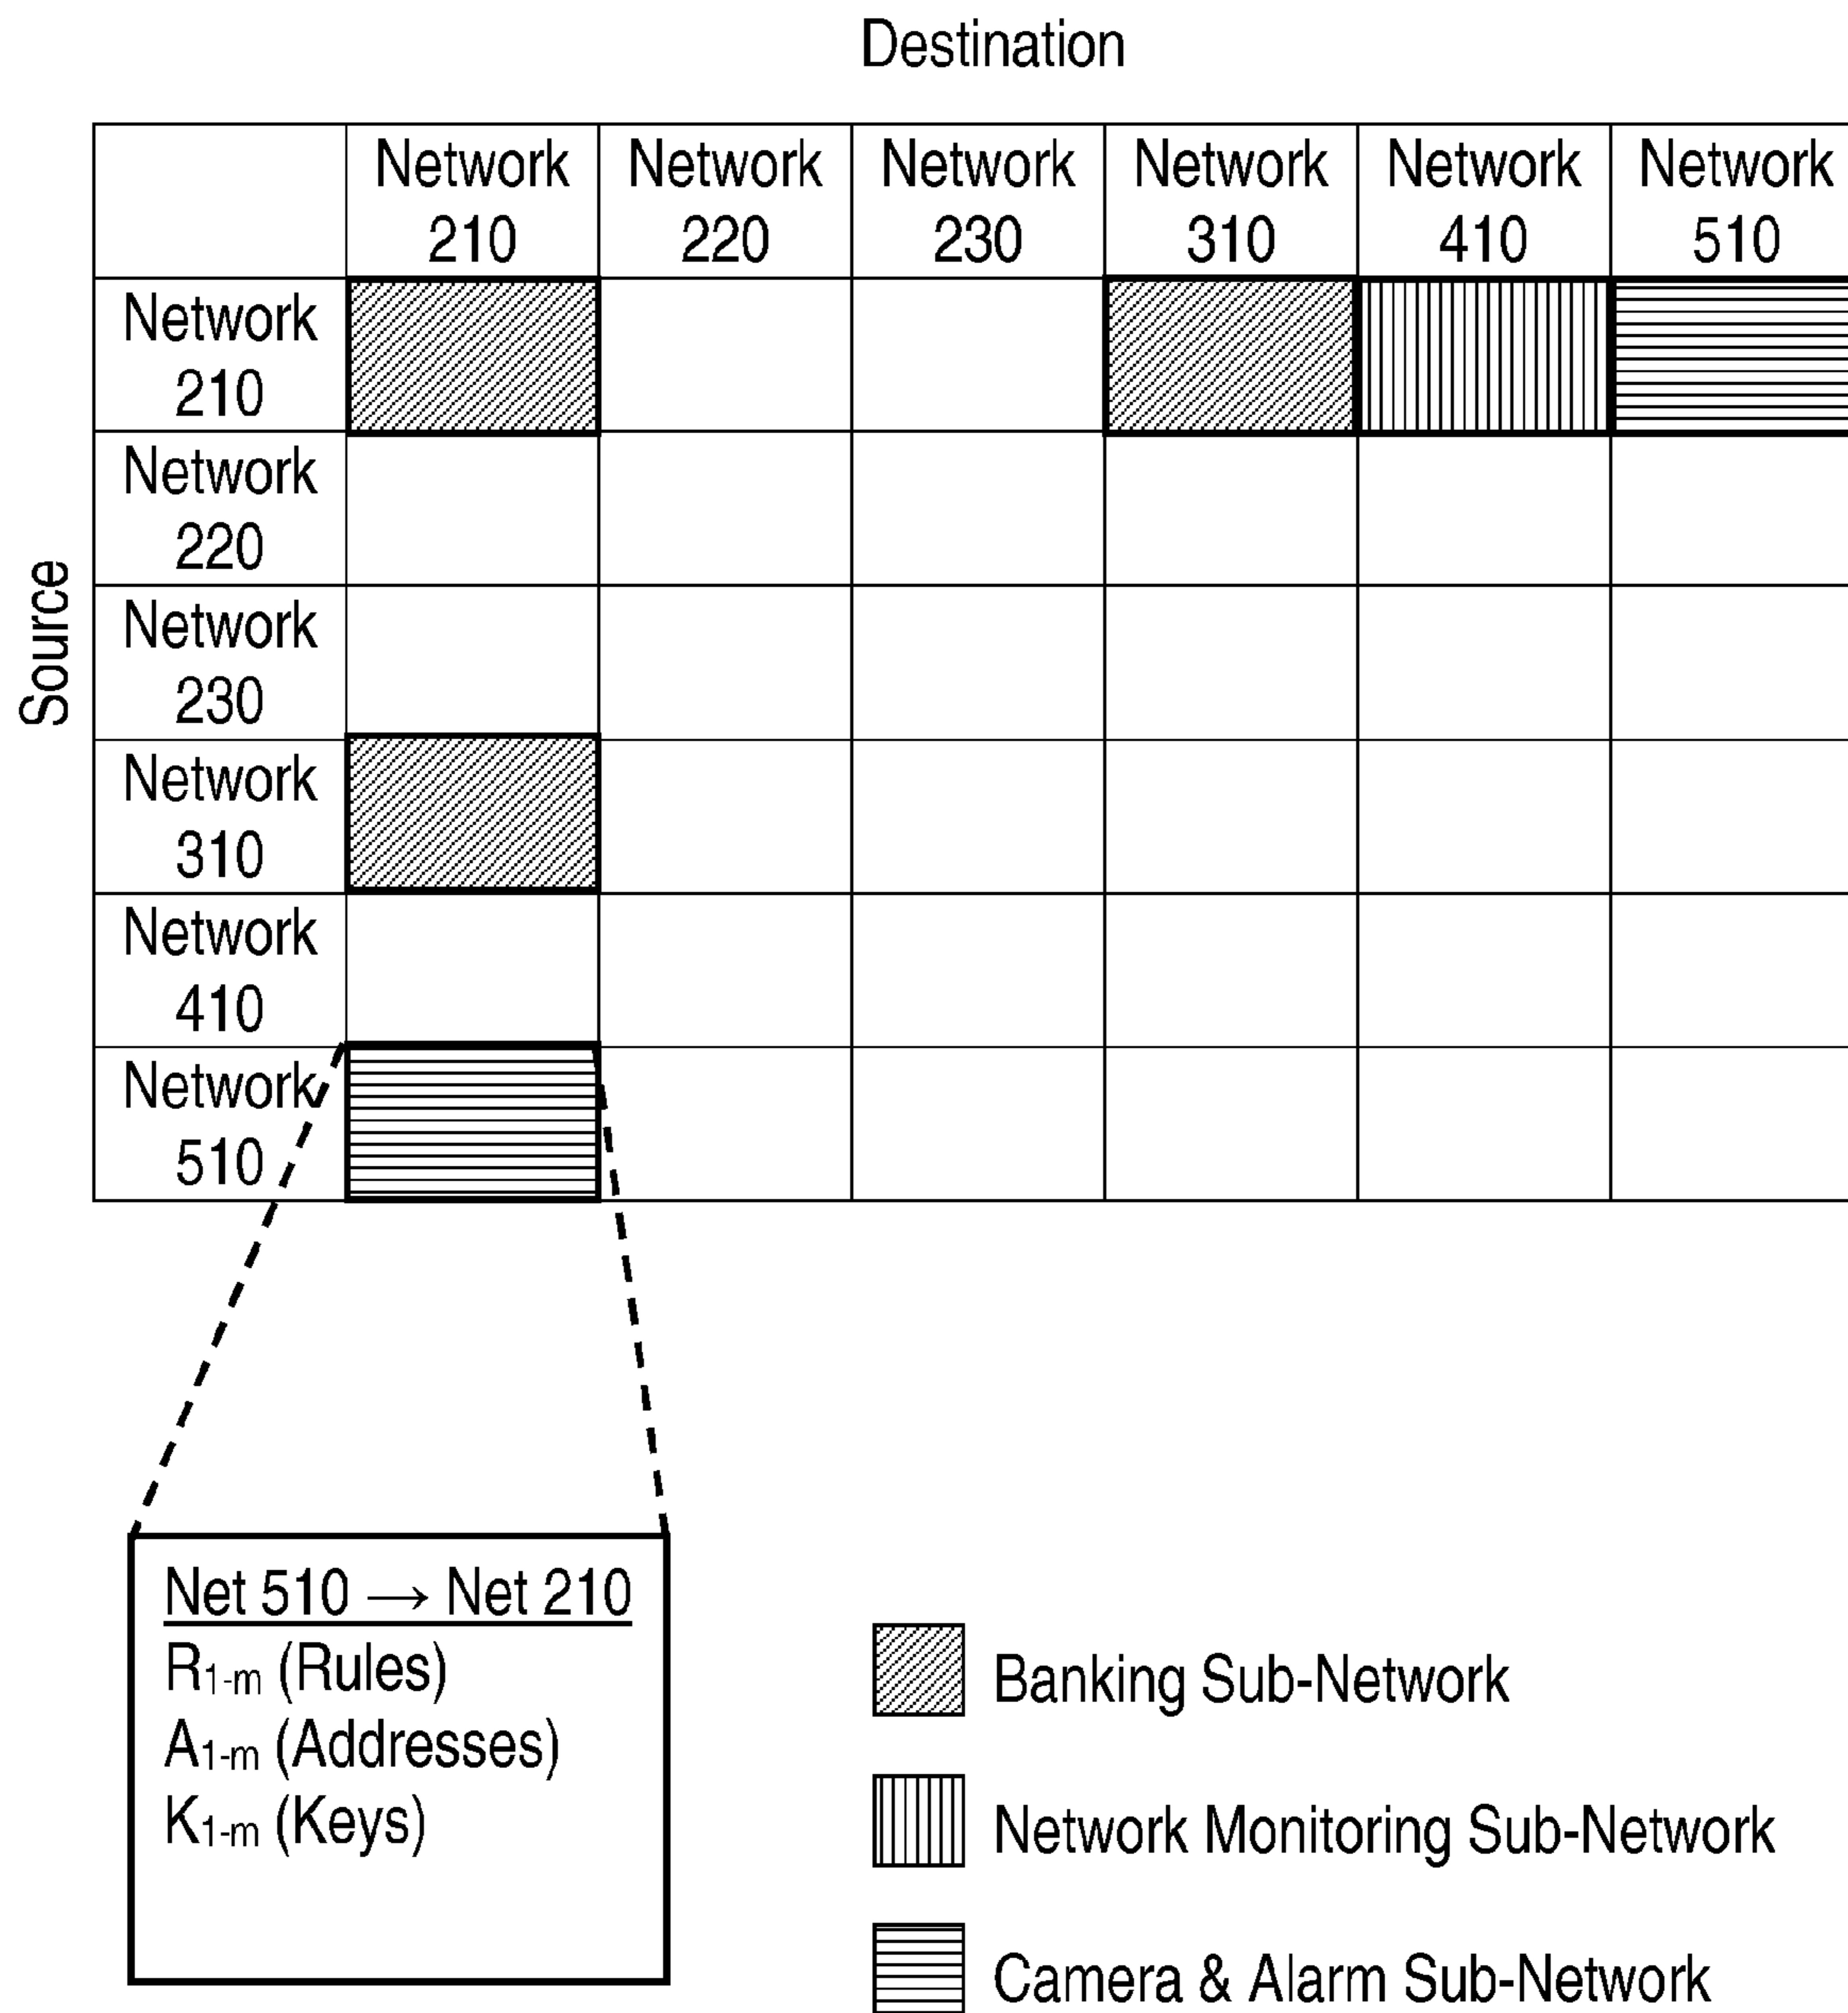 Destination
Network Network Network Network Network Network
210 220 230 310 410 510
Source
Network
210
Network
220
Network
230
Network
310
Network
410
Network
510
Net 510 → Net 210
R1-m (Rules)
A1-m (Addresses)
K1-m (Keys)
Banking Sub-Network
Network Monitoring Sub-Network
Camera & Alarm Sub-Network